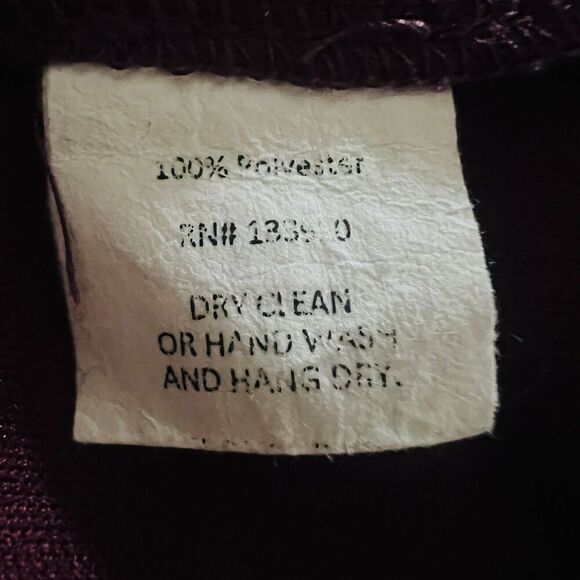 100% Polyester
RN#
DRY CLEAN
OR HAND WASH
AND HANG DRY.